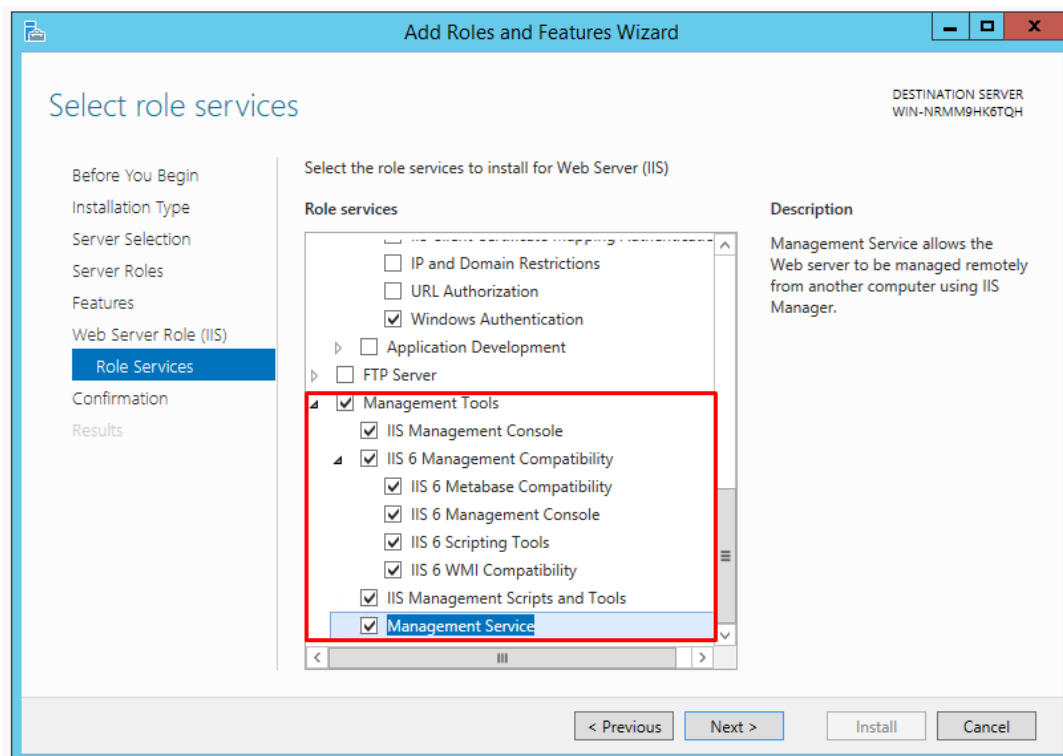 Add Roles and Features Wizard
Select role services
DESTINATION SERVER
WIN-NRMM9HK6TQH
Before You Begin
Installation Type
Server Selection
Server Roles
Features
Web Server Role (IIS)
Role Services
Confirmation
Results
Select the role services to install for Web Server (IIS)
Role services
IP and Domain Restrictions
URL Authorization
Windows Authentication
Application Development
FTP Server
Management Tools
IIS Management Console
IIS 6 Management Compatibility
IIS 6 Metabase Compatibility
IIS 6 Management Console
IIS 6 Scripting Tools
IIS 6 WMI Compatibility
IIS Management Scripts and Tools
Management Service
Description
Management Service allows the
Web server to be managed remotely
from another computer using IIS
Manager.
< Previous
Next >
Install
Cancel